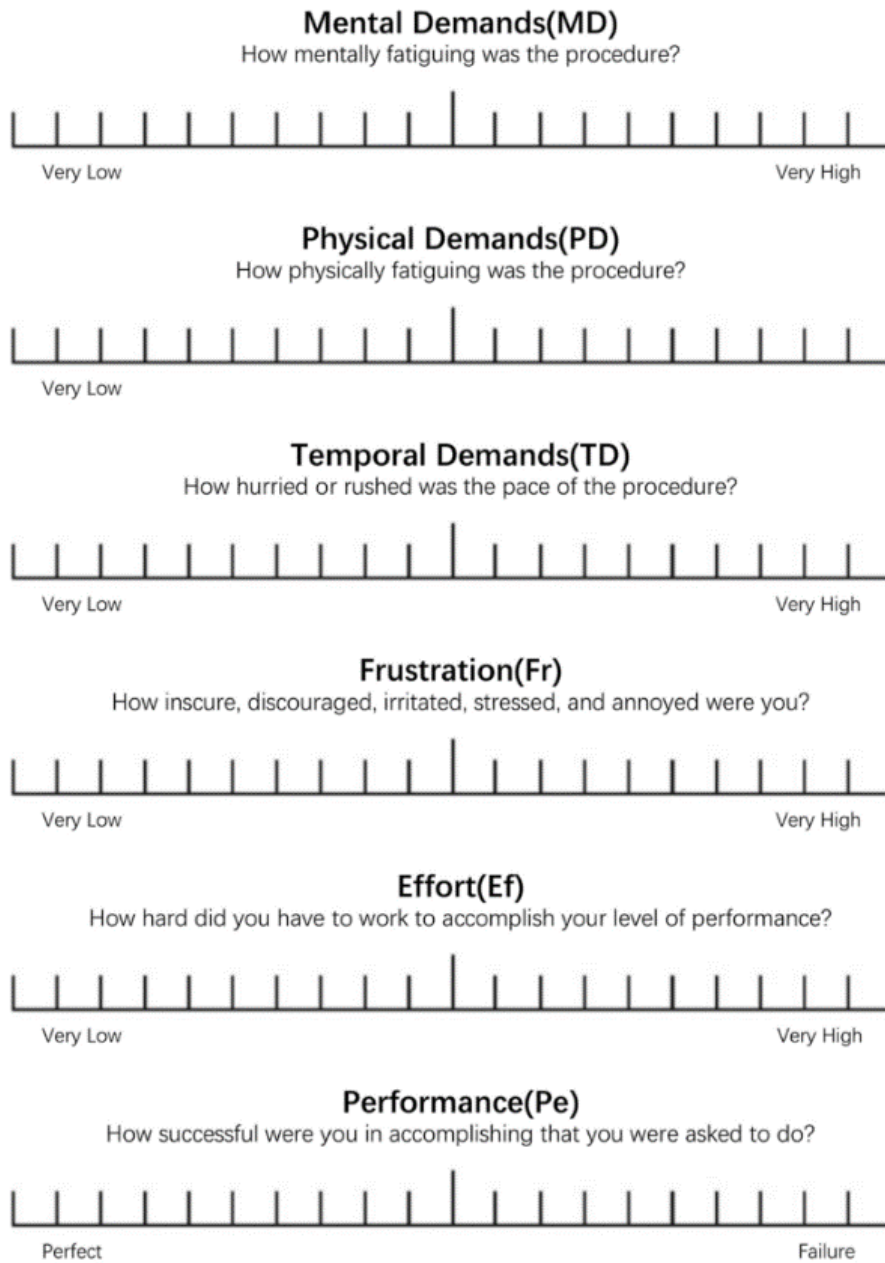 Mental Demands(MD)
How mentally fatiguing was the procedure?
Very Low Very High
Physical Demands(PD)
How physically fatiguing was the procedure?
Very Low
Temporal Demands(TD)
How hurried or rushed was the pace of the procedure?
Very Low Very High
Frustration(Fr)
How inscure, discouraged, irritated, stressed, and annoyed were you?
Very Low Very High
Effort(Ef)
How hard did you have to work to accomplish your level of performance?
Very Low Very High
Performance(Pe)
How successful were you in accomplishing that you were asked to do?
Perfect Failure